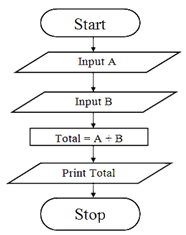 Start
Input A
Input B
Total = A + B
Print Total
Stop